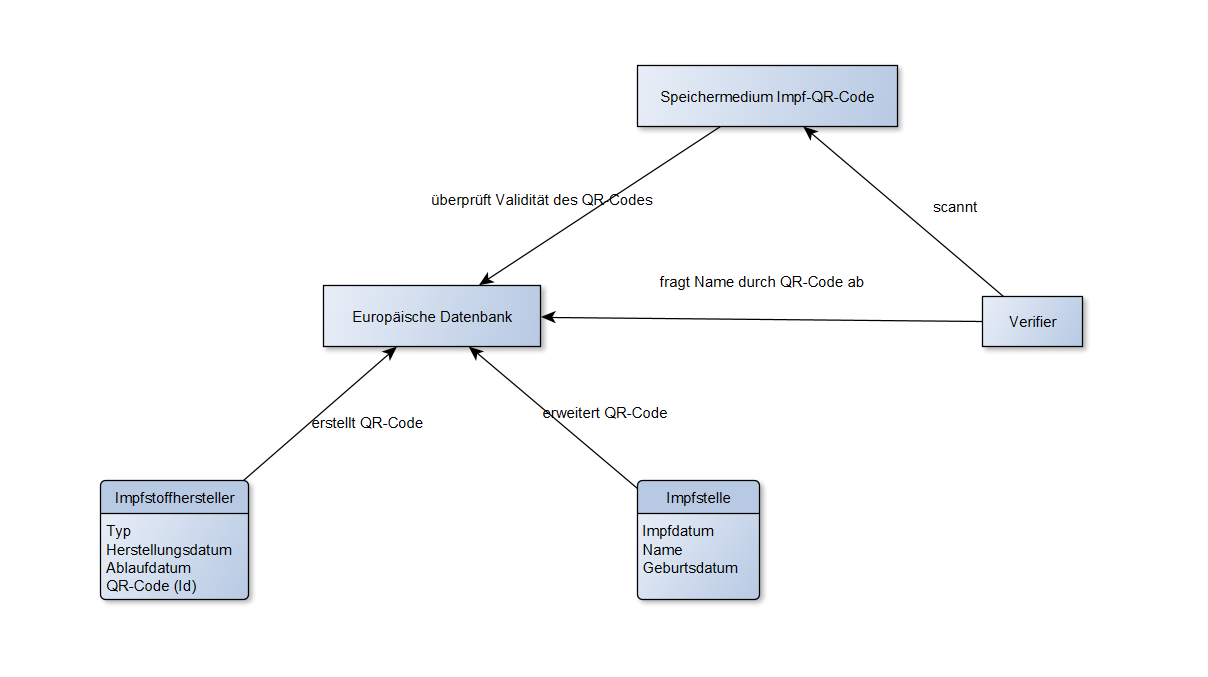 Speichermedium Impf-QR-Code
überprüft Validität des QR-Codes
scannt
fragt Name durch QR-Code ab
Europäische Datenbank
Verifier
erweitert QR-Code
erstellt QR-Code
Impfstoffhersteller
Typ
Herstellungsdatum
Ablaufdatum
QR-Code (Id)
Impfstelle
Impfdatum
Name
Geburtsdatum